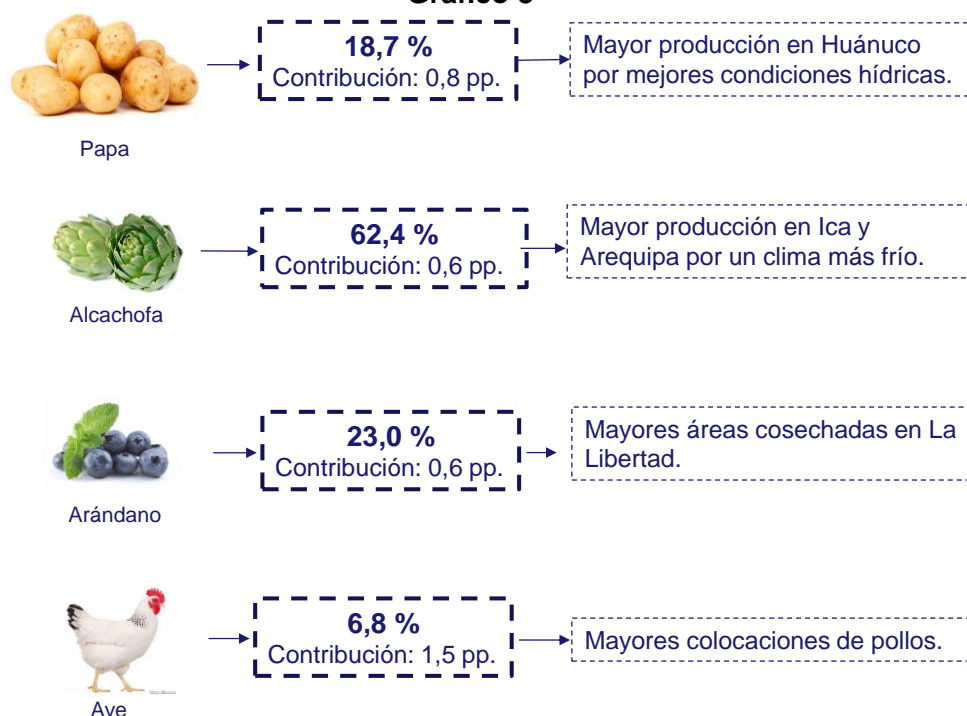 18,7 %
Contribución: 0,8 pp.
Mayor producción en Huánuco
por mejores condiciones hídricas.
Papa
62,4 %
Contribución: 0,6 pp.
Mayor producción en Ica y
Arequipa por un clima más frío.
Alcachofa
23,0 %
Contribución: 0,6 pp.
Mayores áreas cosechadas en La
Libertad.
Arándano
6,8 %
Contribución: 1,5 pp.
Mayores colocaciones de pollos.
Ave